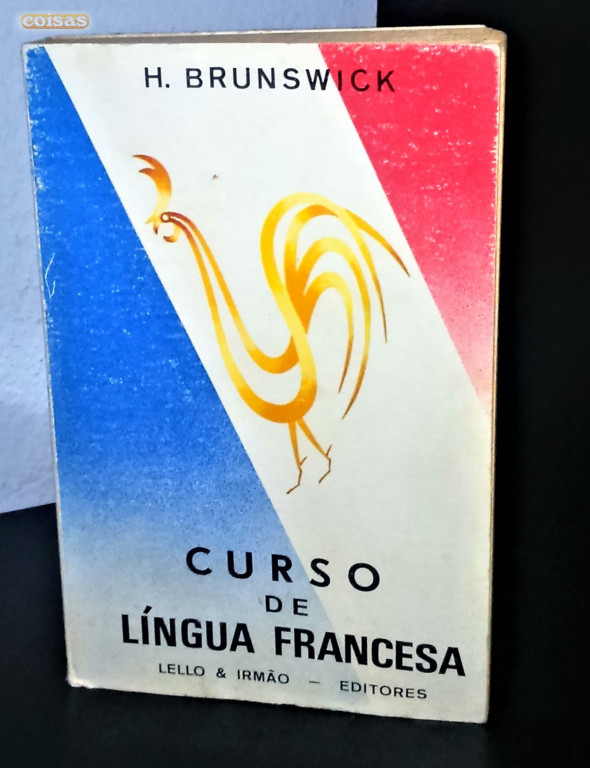 coisas
H. BRUNSWICK
CURSO
DE
LÍNGUA FRANCESA
LELLO & IRMÃO — EDITORES